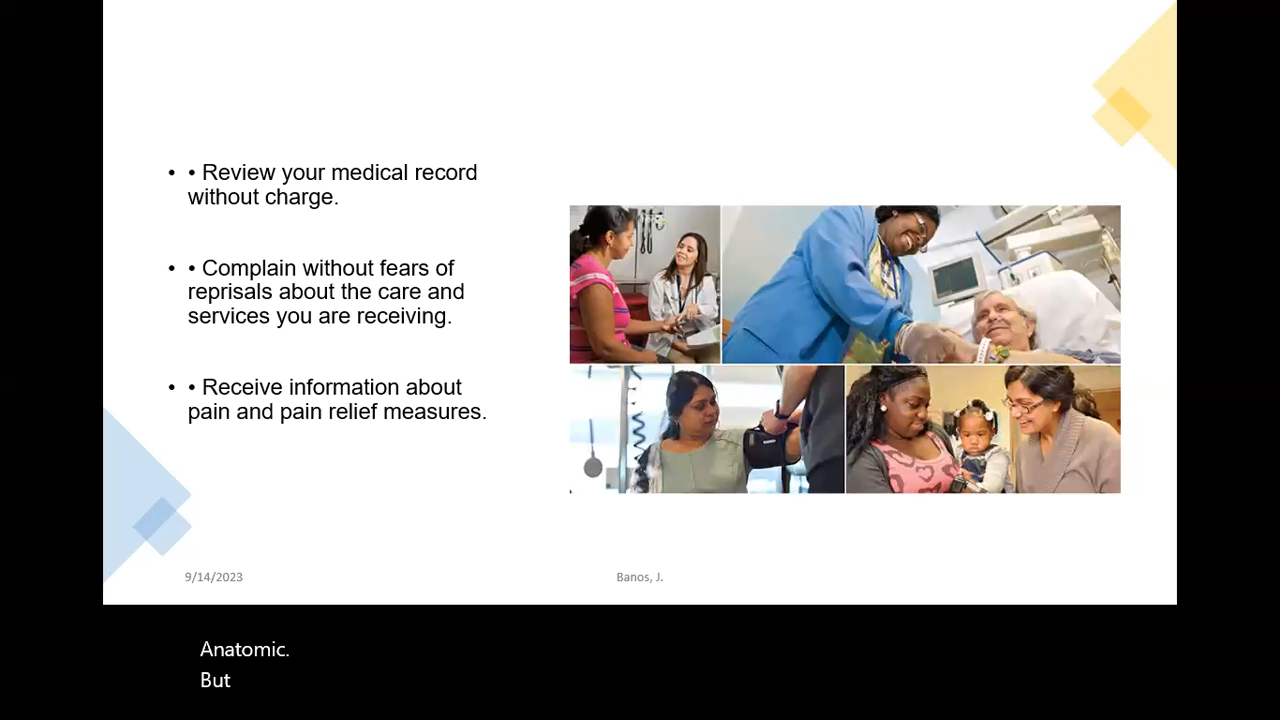 • • Review your medical record
without charge.
• • Complain without fears of
reprisals about the care and
services you are receiving.
• • Receive information about
pain and pain relief measures.
9/14/2023
Banos, J.
Anatomic.
But